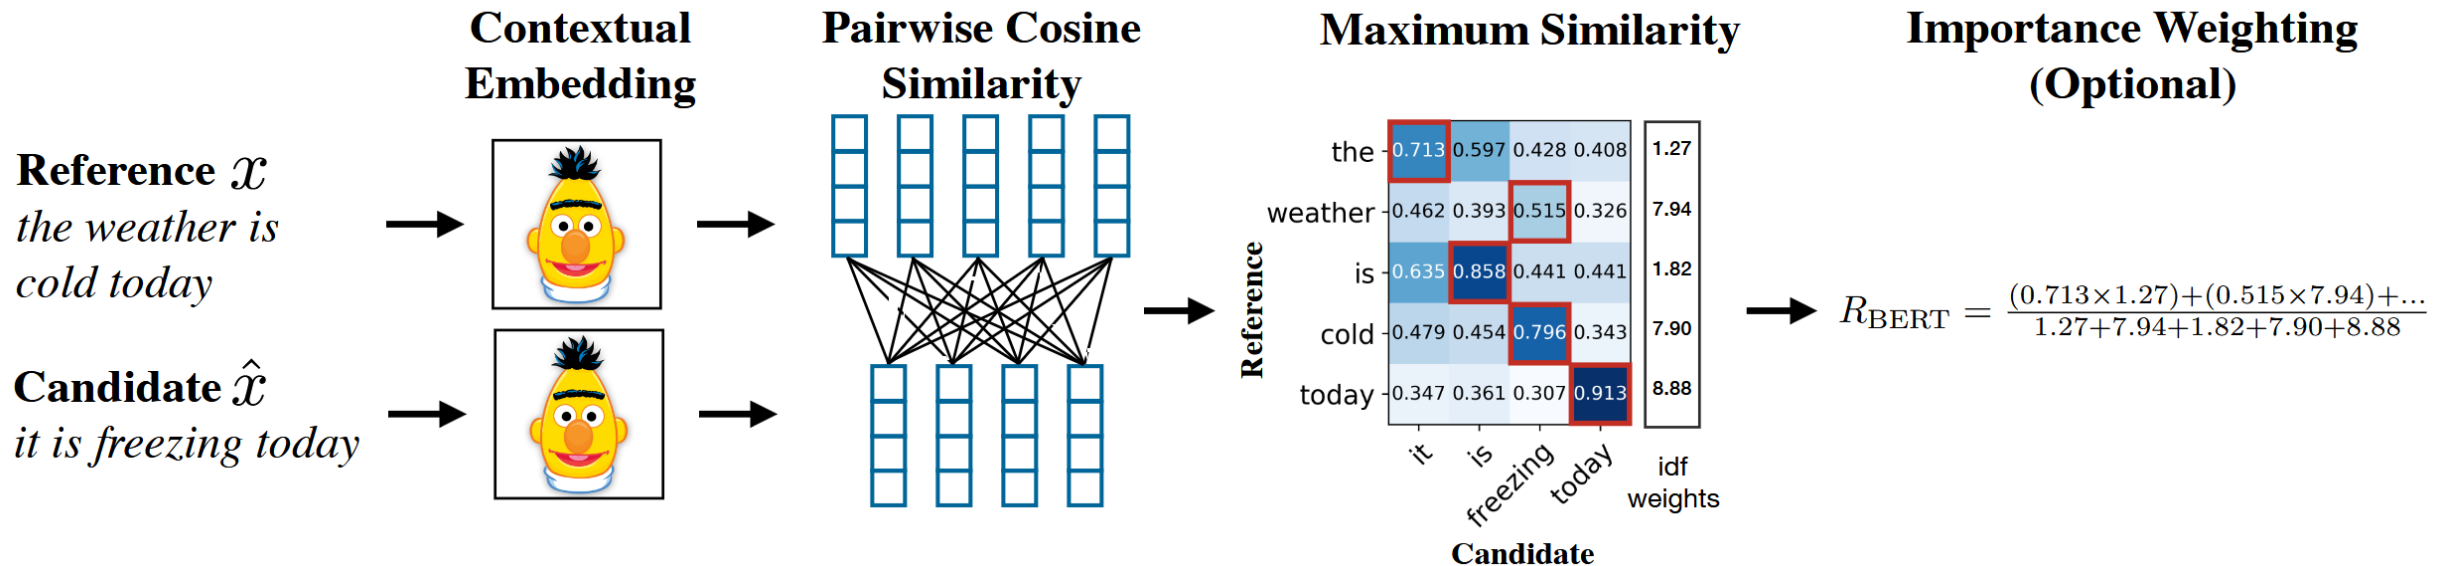 Contextual
Embedding
Pairwise Cosine
Similarity
Maximum Similarity
Importance Weighting
(Optional)
Reference x
the weather is
cold today
Candidate x̂
it is freezing today
Reference
the 0.713 0.597 0.428 0.408 1.27
weather 0.462 0.393 0.515 0.326 7.94
is 0.635 0.858 0.441 0.441 1.82
cold 0.479 0.454 0.796 0.343 7.90
today 0.347 0.361 0.307 0.913 8.88
it is freezing today
idf
weights
Candidate
R_BERT = (0.713×1.27)+(0.515×7.94)+...
1.27+7.94+1.82+7.90+8.88